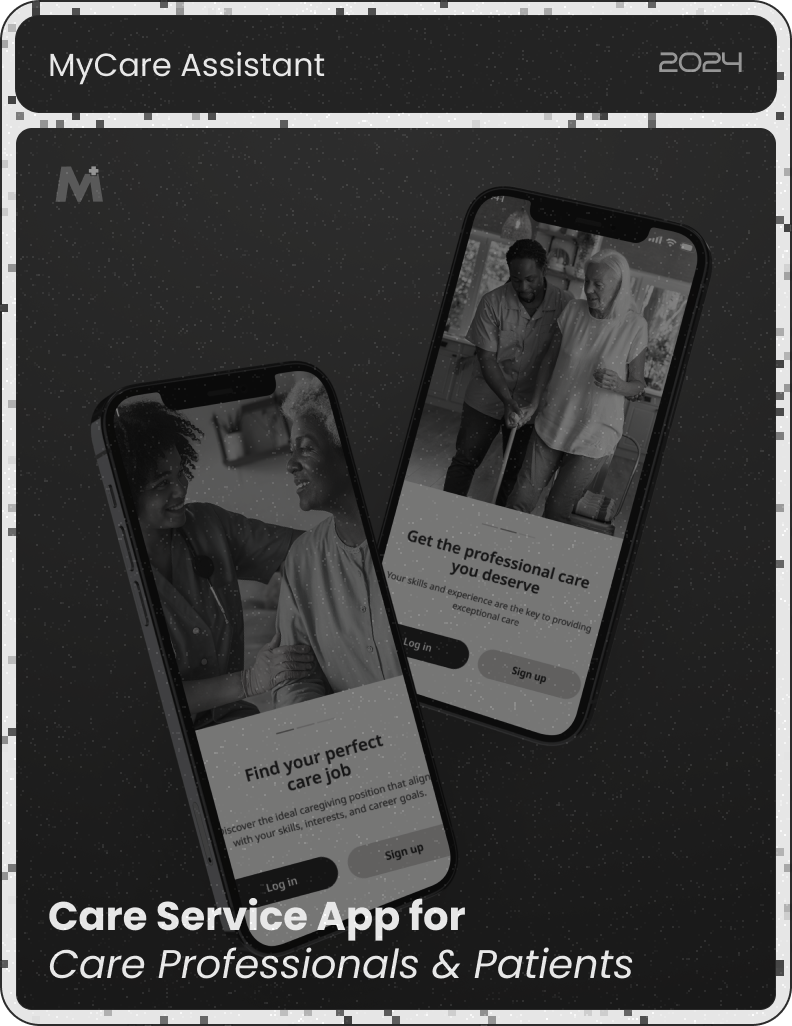 MyCare Assistant
2024
M
Get the professional care
you deserve
Your skills and experience are the key to providing
exceptional care
Log in
Sign up
Find your perfect
care job
iscover the ideal caregiving position that align
with your skills, interests, and career goals.
Log in
Sign up
Care Service App for
Care Professionals & Patients